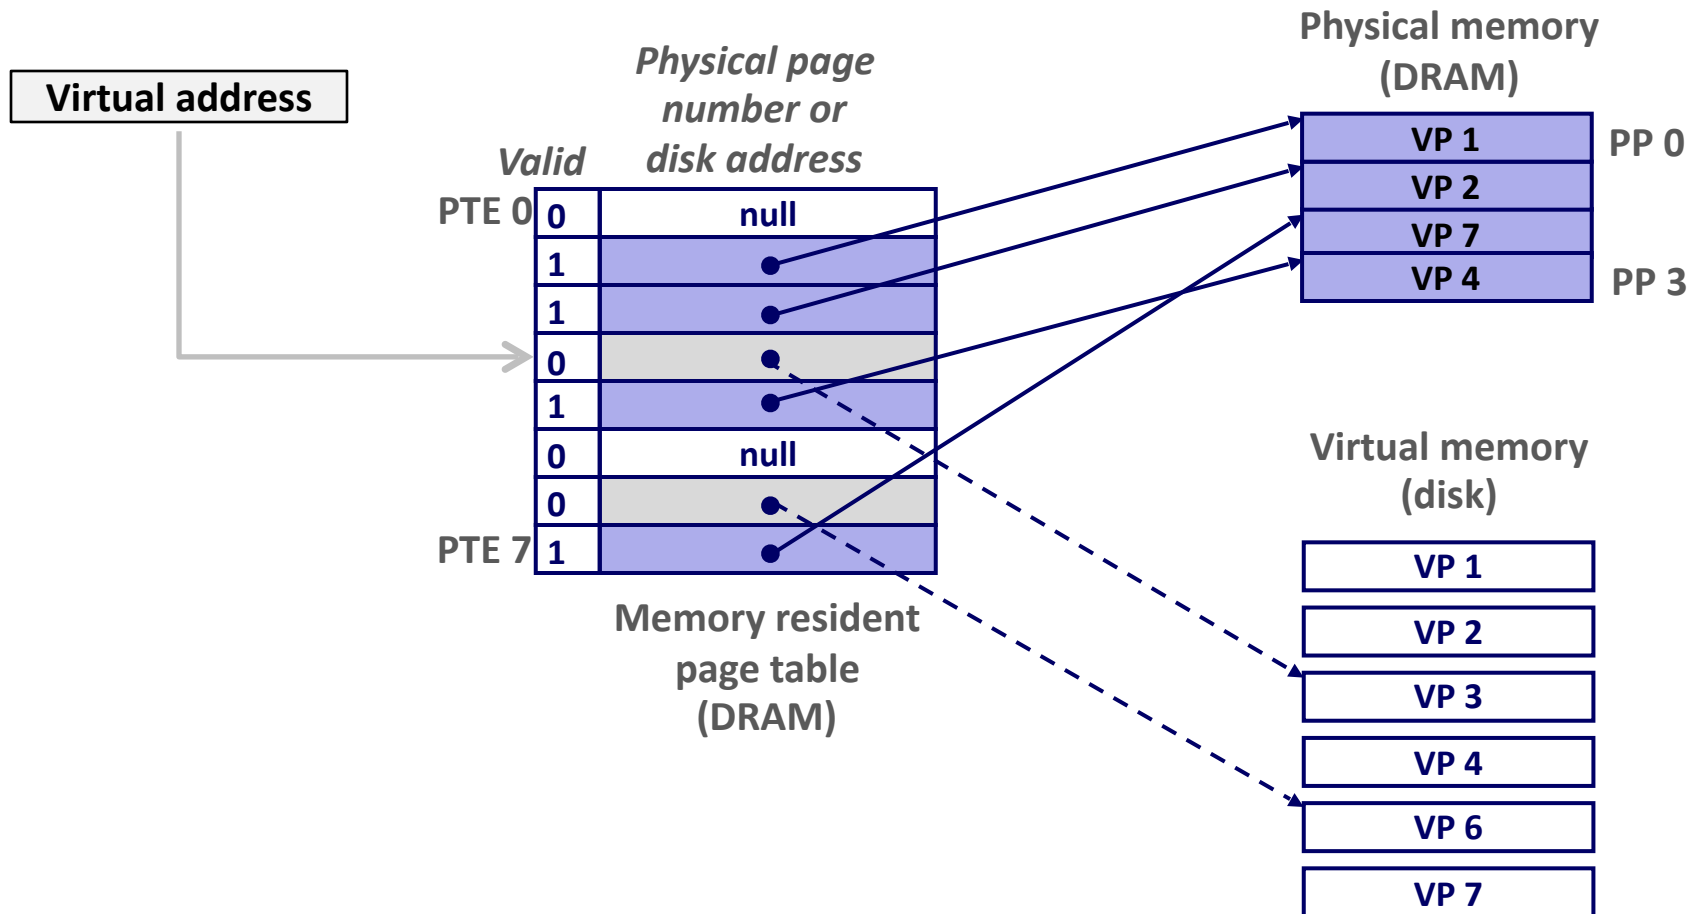 Virtual address
Physical page
number or
disk address
Valid
PTE 0
0
null
1
1
0
1
0
null
0
PTE 7
1
Memory resident
page table
(DRAM)
Physical memory
(DRAM)
VP 1
PP 0
VP 2
VP 7
VP 4
PP 3
Virtual memory
(disk)
VP 1
VP 2
VP 3
VP 4
VP 6
VP 7